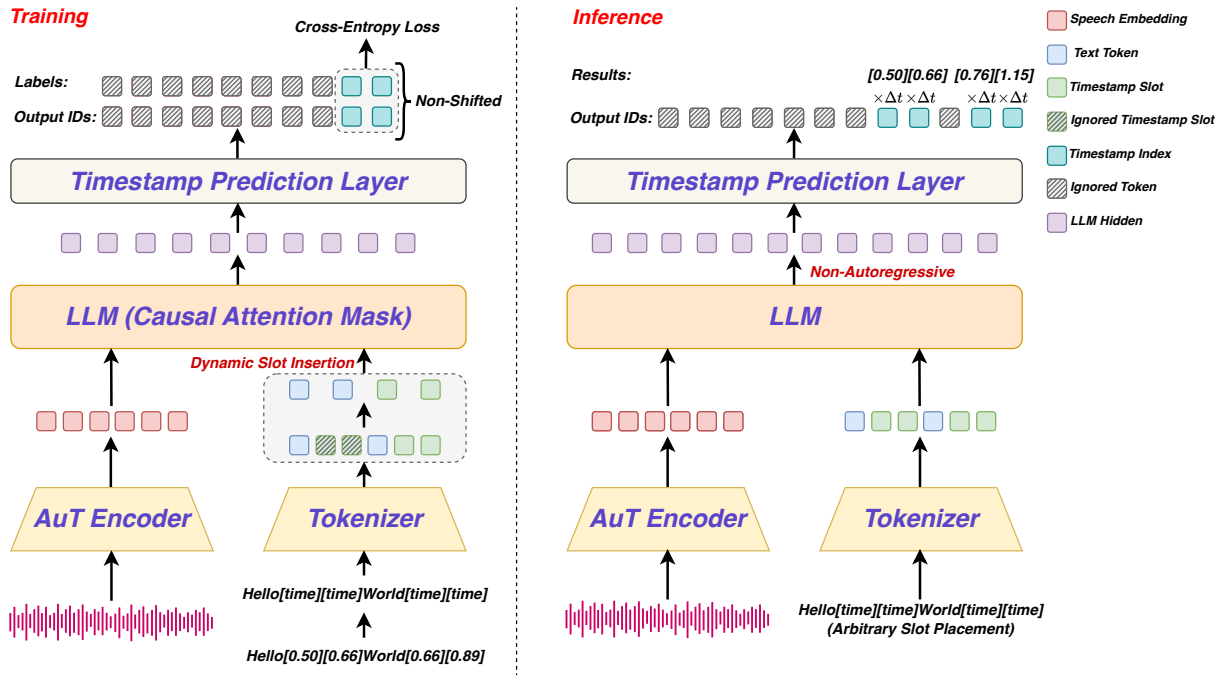 Training
Cross-Entropy Loss
Labels:
Output IDs:
Non-Shifted
Timestamp Prediction Layer
LLM (Causal Attention Mask)
Dynamic Slot Insertion
AuT Encoder
Tokenizer
Hello[time][time]World[time][time]
Hello[0.50][0.66]World[0.66][0.89]
Inference
Results:
[0.50][0.66] [0.76][1.15]
×Δt ×Δt ×Δt ×Δt
Output IDs:
Timestamp Prediction Layer
Non-Autoregressive
LLM
AuT Encoder
Tokenizer
Hello[time][time]World[time][time]
(Arbitrary Slot Placement)
Speech Embedding
Text Token
Timestamp Slot
Ignored Timestamp Slot
Timestamp Index
Ignored Token
LLM Hidden